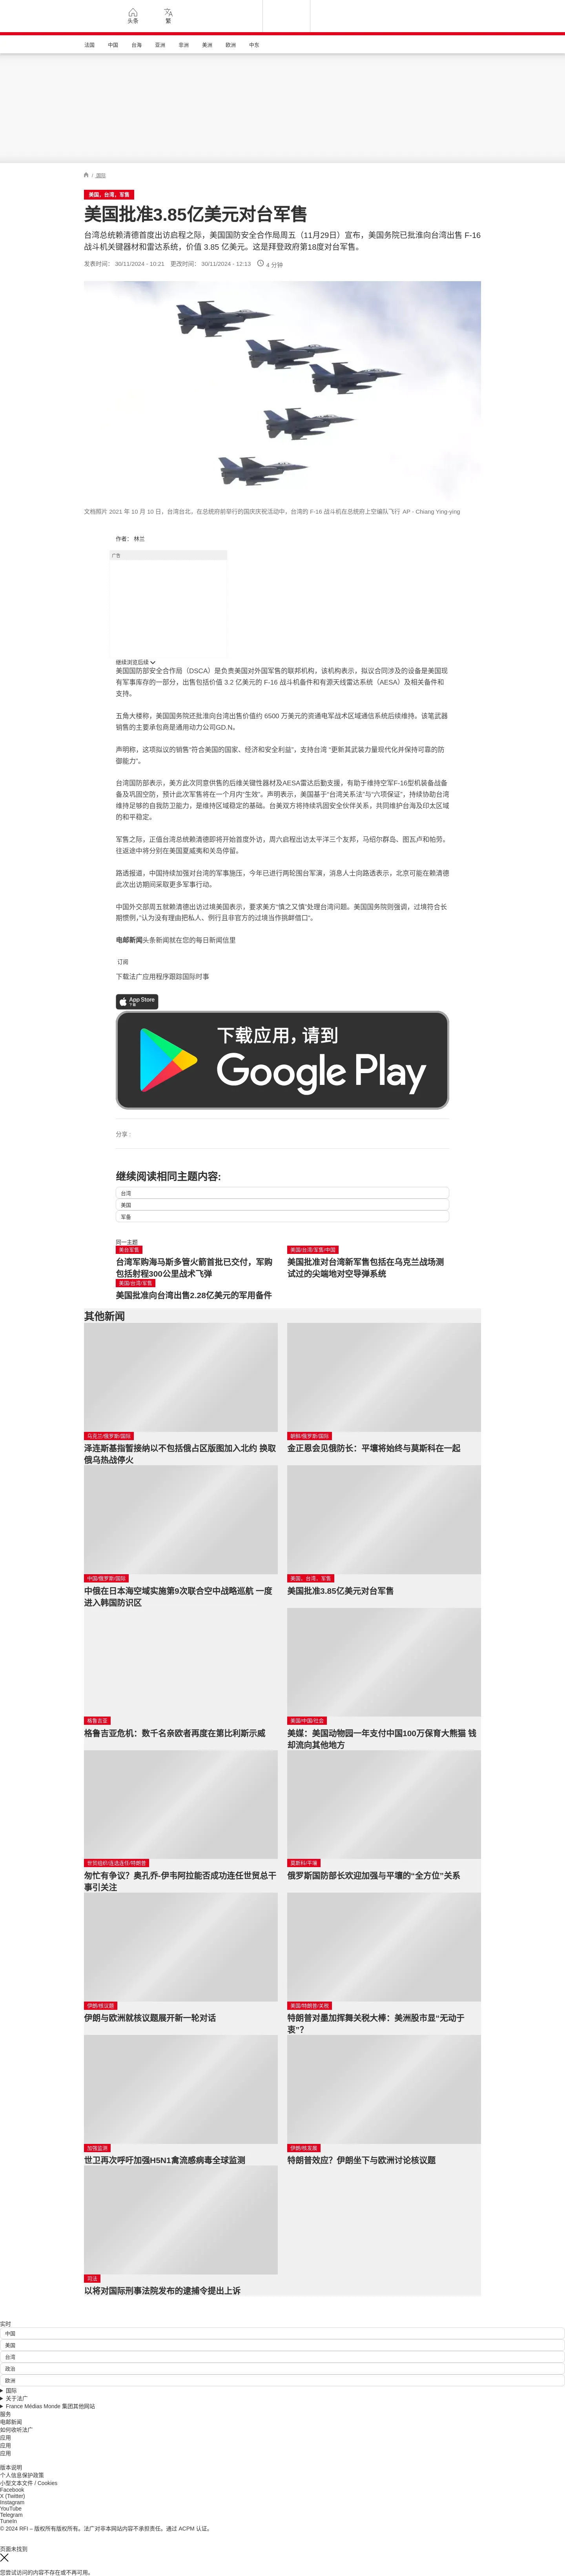 头条
繁
法国 中国 台海 亚洲 非洲 美洲 欧洲 中东
/ 国际
美国，台湾，军售
美国批准3.85亿美元对台军售
台湾总统赖清德首度出访启程之际，美国国防安全合作局周五（11月29日）宣布，美国务院已批淮向台湾出售 F-16
战斗机关键器材和雷达系统，价值 3.85 亿美元。这是拜登政府第18度对台军售。
发表时间： 30/11/2024 - 10:21 更改时间： 30/11/2024 - 12:13 4 分钟
文档照片 2021 年 10 月 10 日，台湾台北，在总统府前举行的国庆庆祝活动中，台湾的 F-16 战斗机在总统府上空编队飞行 AP - Chiang Ying-ying
作者： 林兰
广告
继续浏览后续
美国国防部安全合作局（DSCA）是负责美国对外国军售的联邦机构，该机构表示，拟议合同涉及的设备是美国现
有军事库存的一部分，出售包括价值 3.2 亿美元的 F-16 战斗机备件和有源天线雷达系统（AESA）及相关备件和
支持。
五角大楼称，美国国务院还批淮向台湾出售价值约 6500 万美元的资通电军战术区域通信系统后续维持。该笔武器
销售的主要承包商是通用动力公司GD.N。
声明称，这项拟议的销售“符合美国的国家、经济和安全利益”，支持台湾 “更新其武装力量现代化并保持可靠的防
御能力”。
台湾国防部表示，美方此次同意供售的后维关键性器材及AESA雷达后勤支援，有助于维持空军F-16型机装备战备
备及巩固空防，预计此次军售将在一个月内“生效”。声明表示，美国基于“台湾关系法”与“六项保证”，持续协助台湾
维持足够的自我防卫能力，是维持区域稳定的基础。台美双方将持续巩固安全伙伴关系，共同维护台海及印太区域
的和平稳定。
军售之际，正值台湾总统赖清德即将开始首度外访，周六启程出访太平洋三个友邦，马绍尔群岛、图瓦卢和帕劳。
往返途中将分别在美国夏威夷和关岛停留。
路透报道，中国持续加强对台湾的军事施压，今年已进行两轮围台军演，消息人士向路透表示，北京可能在赖清德
此次出访期间采取更多军事行动。
中国外交部周五就赖清德出访过境美国表示，要求美方“慎之又慎”处理台湾问题。美国国务院则强调，过境符合长
期惯例，“认为没有理由把私人、例行且非官方的过境当作挑衅借口”。
电邮新闻头条新闻就在您的每日新闻信里
订阅
下载法广应用程序跟踪国际时事
App Store
下载
下载应用，请到
Google Play
分享 :
继续阅读相同主题内容:
台湾
美国
军备
同一主题
美台军售
台湾军购海马斯多管火箭首批已交付，军购
包括射程300公里战术飞弹
美国/台湾/军售/中国
美国批准对台湾新军售包括在乌克兰战场测
试过的尖端地对空导弹系统
美国/台湾/军售
美国批准向台湾出售2.28亿美元的军用备件
其他新闻
乌克兰/俄罗斯/国际
泽连斯基指暂接纳以不包括俄占区版图加入北约 换取
俄乌热战停火
朝鲜/俄罗斯/国际
金正恩会见俄防长：平壤将始终与莫斯科在一起
中国/俄罗斯/国际
中俄在日本海空域实施第9次联合空中战略巡航 一度
进入韩国防识区
美国，台湾，军售
美国批准3.85亿美元对台军售
格鲁吉亚
格鲁吉亚危机：数千名亲欧者再度在第比利斯示威
美国/中国/社会
美媒：美国动物园一年支付中国100万保育大熊猫 钱
却流向其他地方
世贸组织/连选连任/特朗普
匆忙有争议？奥孔乔-伊韦阿拉能否成功连任世贸总干
事引关注
莫斯科/平壤
俄罗斯国防部长欢迎加强与平壤的“全方位”关系
伊朗/核议题
伊朗与欧洲就核议题展开新一轮对话
美国/特朗普/关税
特朗普对墨加挥舞关税大棒：美洲股市显“无动于
衷”？
加强监测
世卫再次呼吁加强H5N1禽流感病毒全球监测
伊朗/核发展
特朗普效应？伊朗坐下与欧洲讨论核议题
司法
以将对国际刑事法院发布的逮捕令提出上诉
实时
中国
美国
台湾
政治
欧洲
国际
关于法广
France Médias Monde 集团其他网站
服务
电邮新闻
如何收听法广
应用
应用
应用
版本说明
个人信息保护政策
小型文本文件 / Cookies
Facebook
X (Twitter)
Instagram
YouTube
Telegram
TuneIn
© 2024 RFI – 版权所有版权所有。法广对非本网站内容不承担责任。通过 ACPM 认证。
页面未找到
您尝试访问的内容不存在或不再可用。